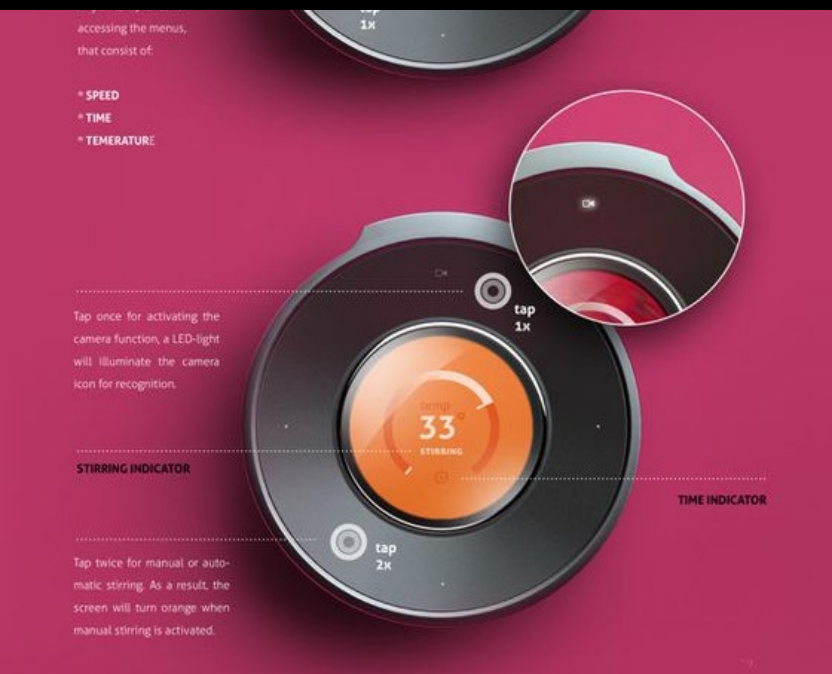 accessing the menus,
that consist of:
* SPEED
* TIME
* TEMERATURE
tap
1x
tap
1x
Tap once for activating the
camera function, a LED-light
will illuminate the camera
icon for recognition.
temp.
33°
STIRRING
STIRRING INDICATOR
TIME INDICATOR
tap
2x
Tap twice for manual or auto-
matic stirring. As a result, the
screen will turn orange when
manual stirring is activated.